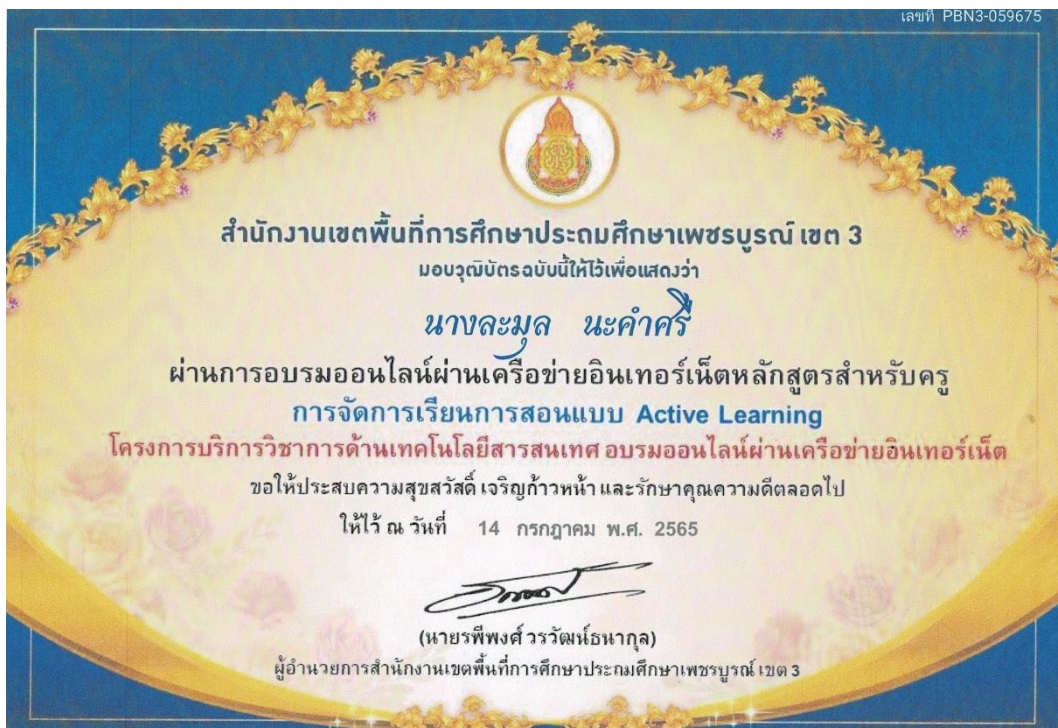 เลขที่ PBN3-059675
สำนักงานเขตพื้นที่การศึกษาประถมศึกษาเพชรบูรณ์ เขต 3
มอบวุฒิบัตรฉบับนี้ให้ไว้เพื่อแสดงว่า
นางละมุล นะคำศรี
ผ่านการอบรมออนไลน์ผ่านเครือข่ายอินเทอร์เน็ตหลักสูตรสำหรับครู
การจัดการเรียนการสอนแบบ Active Learning
โครงการบริการวิชาการด้านเทคโนโลยีสารสนเทศ อบรมออนไลน์ผ่านเครือข่ายอินเทอร์เน็ต
ขอให้ประสบความสุขสวัสดิ์ เจริญก้าวหน้า และรักษาคุณความดีตลอดไป
ให้ไว้ ณ วันที่ 14 กรกฎาคม พ.ศ. 2565
(นายรพีพงศ์ วรวัฒน์ธนากุล)
ผู้อำนวยการสำนักงานเขตพื้นที่การศึกษาประถมศึกษาเพชรบูรณ์ เขต 3